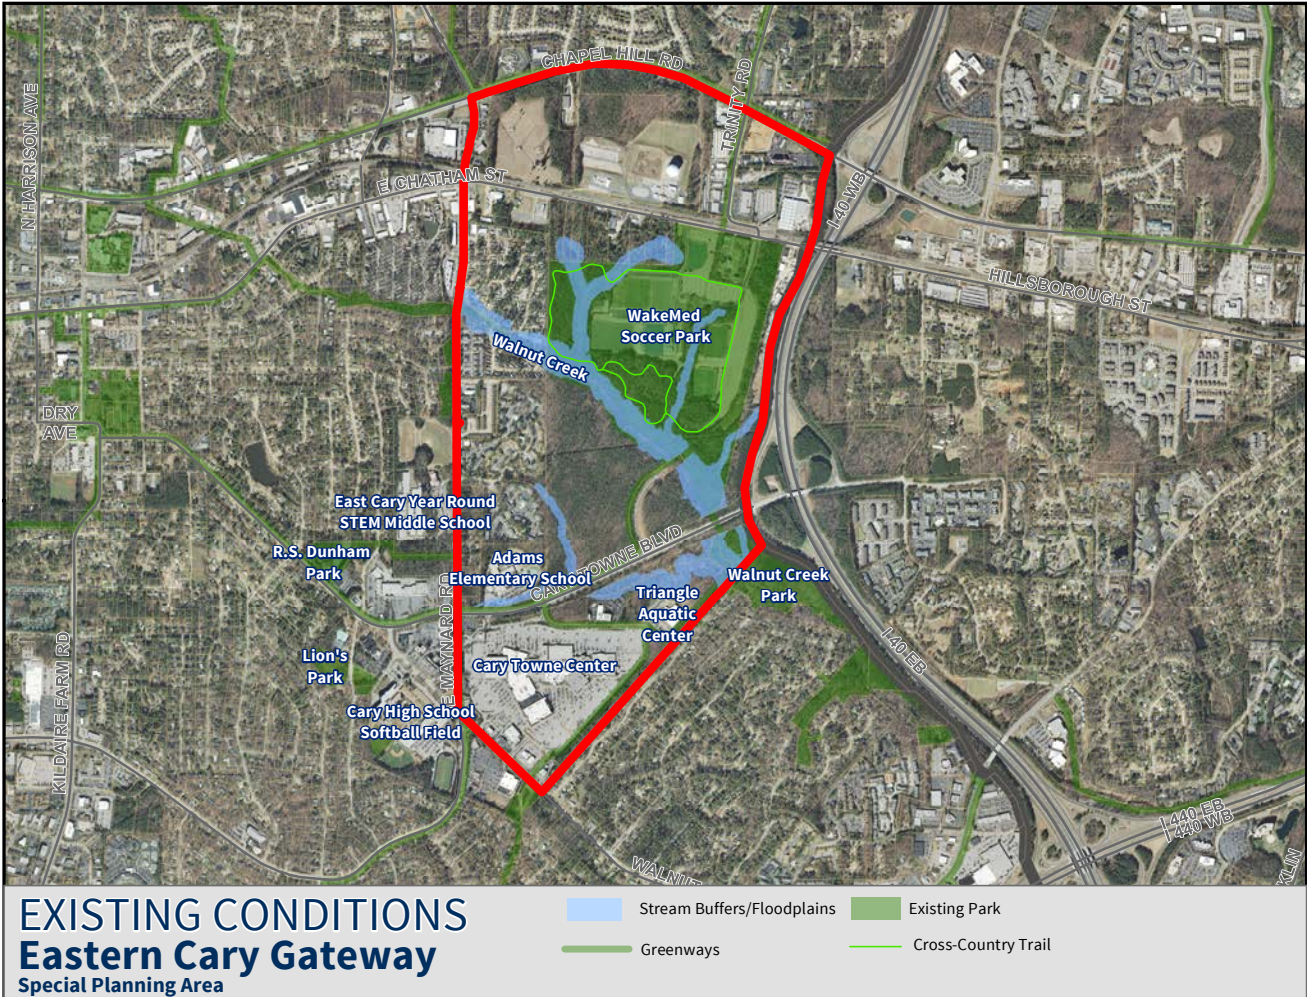 CHAPEL HILL RD
TRINITY RD
N HARRISON AVE
E CHATHAM ST
I 40 WB
HILLSBOROUGH ST
WakeMed
Soccer Park
Walnut Creek
DRY
AVE
East Cary Year Round
STEM Middle School
R.S. Dunham
Park
Adams
Elementary School
CARY TOWNE BLVD
Walnut Creek
Park
Triangle
Aquatic
Center
E MAYNARD RD
I 40 EB
Lion's
Park
Cary Towne Center
KILDAIRE FARM RD
Cary High School
Softball Field
I 440 EB
I 440 WB
WALNUT
KLIN
EXISTING CONDITIONS
Eastern Cary Gateway
Special Planning Area
Stream Buffers/Floodplains
Existing Park
Greenways
Cross-Country Trail